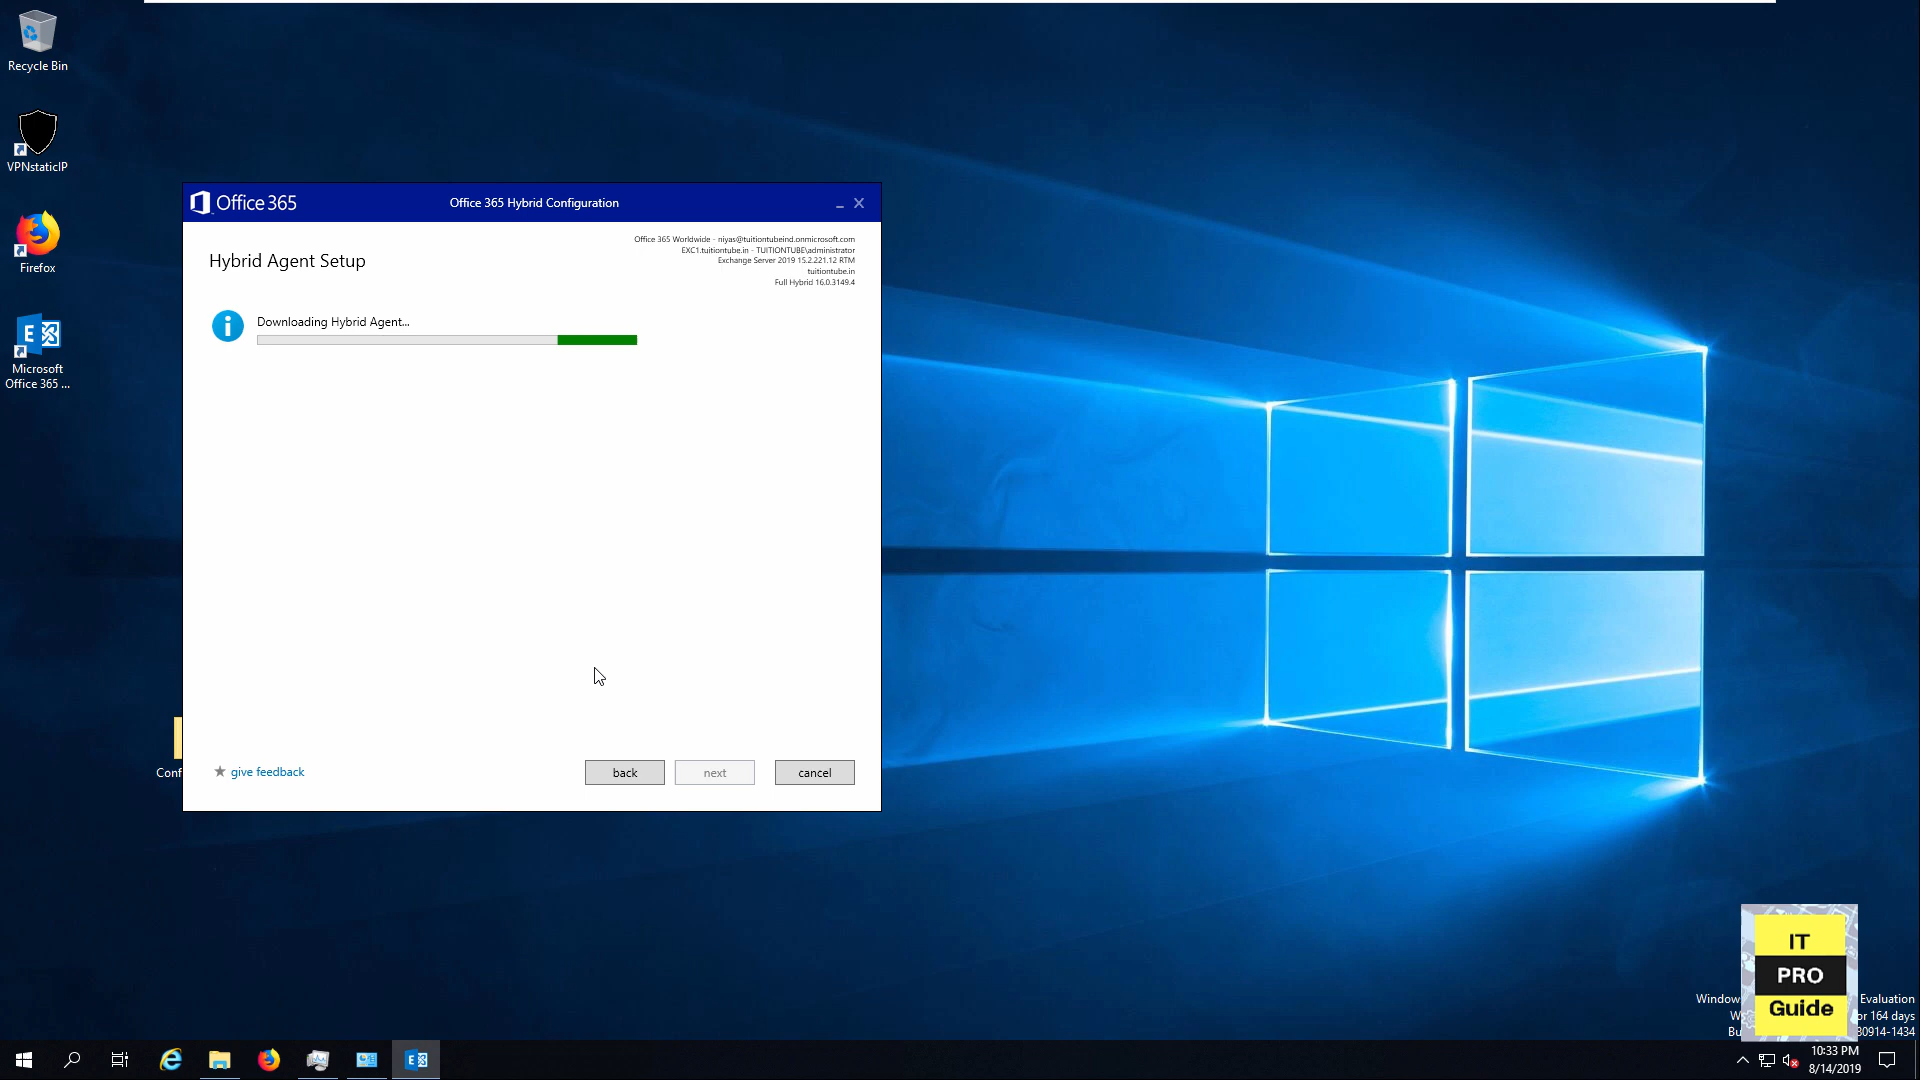 Recycle Bin
VPNstaticIP
Firefox
Microsoft
Office 365 ...
Office 365
Office 365 Hybrid Configuration
Office 365 Worldwide - niyas@tuitiontubeind.onmicrosoft.com
EXC1.tuitiontube.in - TUITIONTUBE\administrator
Exchange Server 2019 15.2.221.12 RTM
tuitiontube.in
Full Hybrid 16.0.3149.4
Hybrid Agent Setup
Downloading Hybrid Agent...
Conf
give feedback
back
next
cancel
IT
PRO
Guide
Window Evaluation
W or 164 days
Bu 80914-1434
10:33 PM
8/14/2019